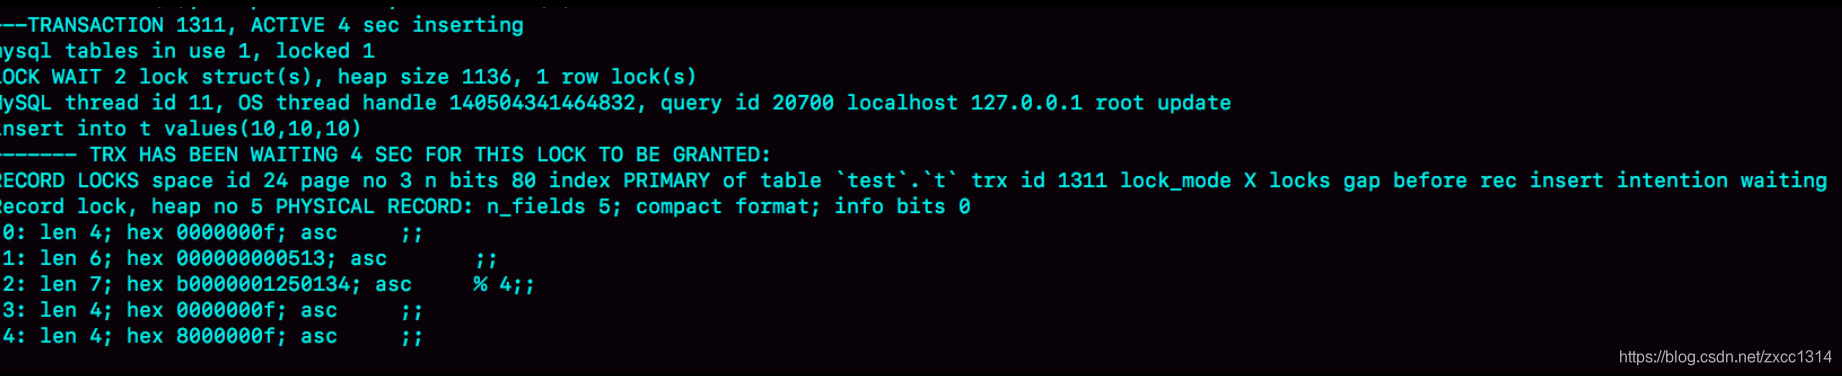 ---TRANSACTION 1311, ACTIVE 4 sec inserting
mysql tables in use 1, locked 1
LOCK WAIT 2 lock struct(s), heap size 1136, 1 row lock(s)
MySQL thread id 11, OS thread handle 140504341464832, query id 20700 localhost 127.0.0.1 root update
insert into t values(10,10,10)
------- TRX HAS BEEN WAITING 4 SEC FOR THIS LOCK TO BE GRANTED:
RECORD LOCKS space id 24 page no 3 n bits 80 index PRIMARY of table `test`.`t` trx id 1311 lock_mode X locks gap before rec insert intention waiting
Record lock, heap no 5 PHYSICAL RECORD: n_fields 5; compact format; info bits 0
0: len 4; hex 0000000f; asc     ;;
1: len 6; hex 000000000513; asc       ;;
2: len 7; hex b0000001250134; asc     % 4;;
3: len 4; hex 0000000f; asc     ;;
4: len 4; hex 8000000f; asc     ;;
https://blog.csdn.net/zxcc1314